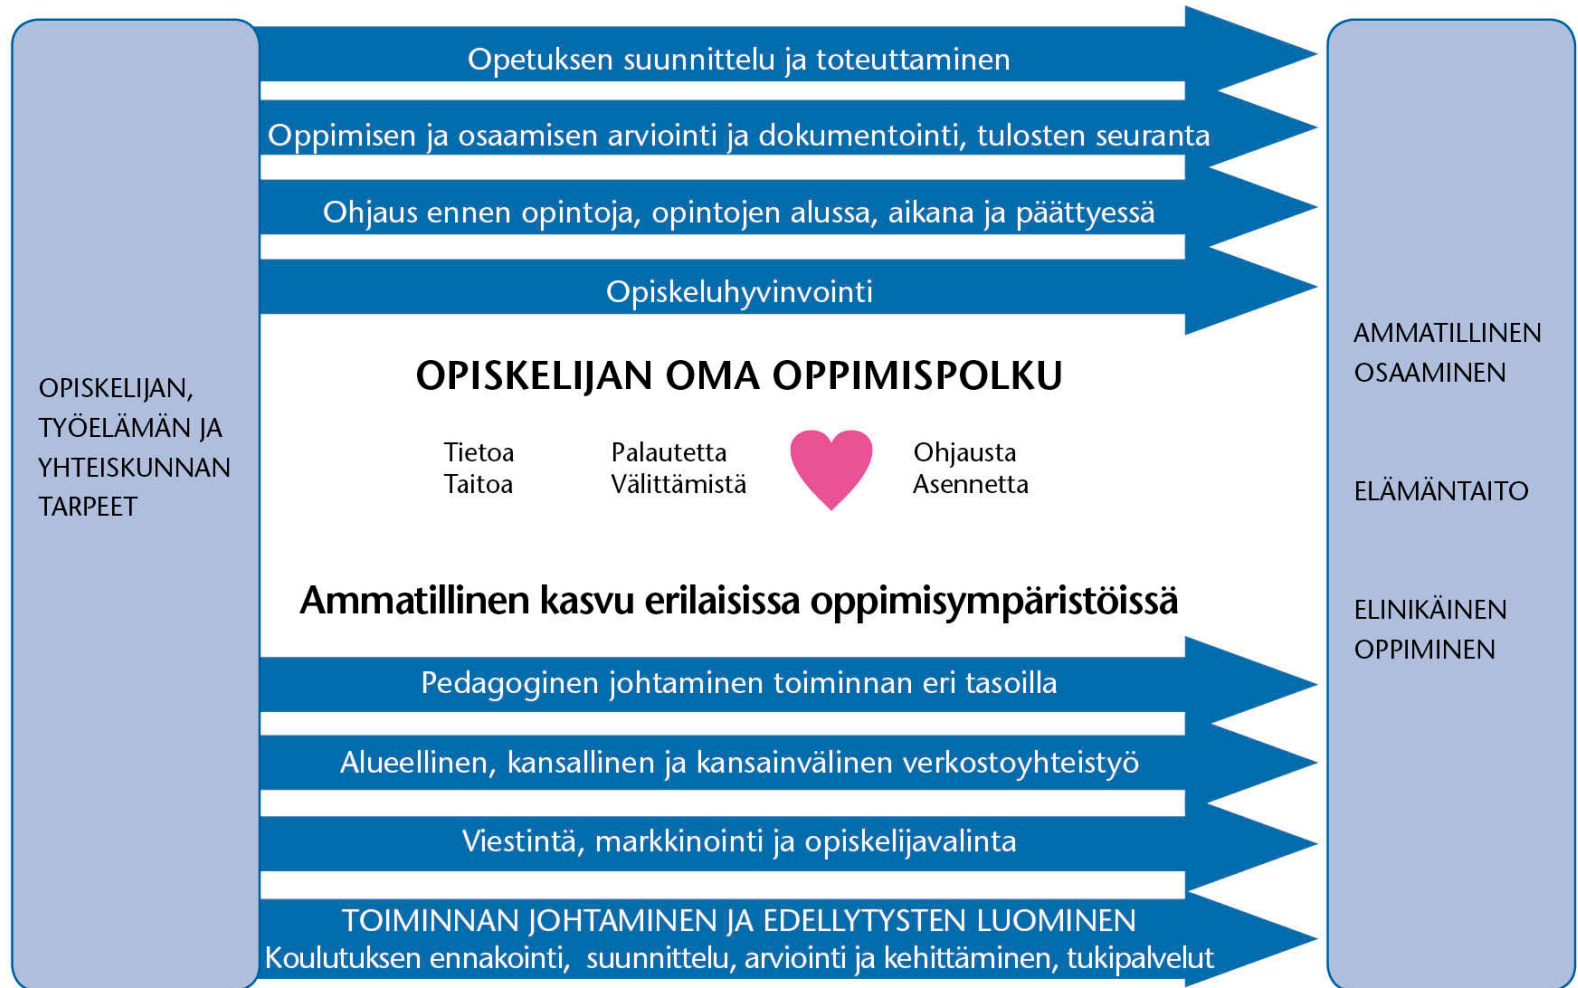 Opetuksen suunnittelu ja toteuttaminen
Oppimisen ja osaamisen arviointi ja dokumentointi, tulosten seuranta
Ohjaus ennen opintoja, opintojen alussa, aikana ja päättyessä
Opiskeluhyvinvointi
OPISKELIJAN,
TYÖELÄMÄN JA
YHTEISKUNNAN
TARPEET
OPISKELIJAN OMA OPPIMISPOLKU
Tietoa Palautetta Ohjausta
Taitoa Välittämistä Asennetta
Ammatillinen kasvu erilaisissa oppimisympäristöissä
Pedagoginen johtaminen toiminnan eri tasoilla
Alueellinen, kansallinen ja kansainvälinen verkostoyhteistyö
Viestintä, markkinointi ja opiskelijavalinta
TOIMINNAN JOHTAMINEN JA EDELLYTYSTEN LUOMINEN
Koulutuksen ennakointi, suunnittelu, arviointi ja kehittäminen, tukipalvelut
AMMATILLINEN
OSAAMINEN
ELÄMÄNTAITO
ELINIKÄINEN
OPPIMINEN